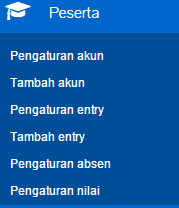 Peserta
Pengaturan akun
Tambah akun
Pengaturan entry
Tambah entry
Pengaturan absen
Pengaturan nilai